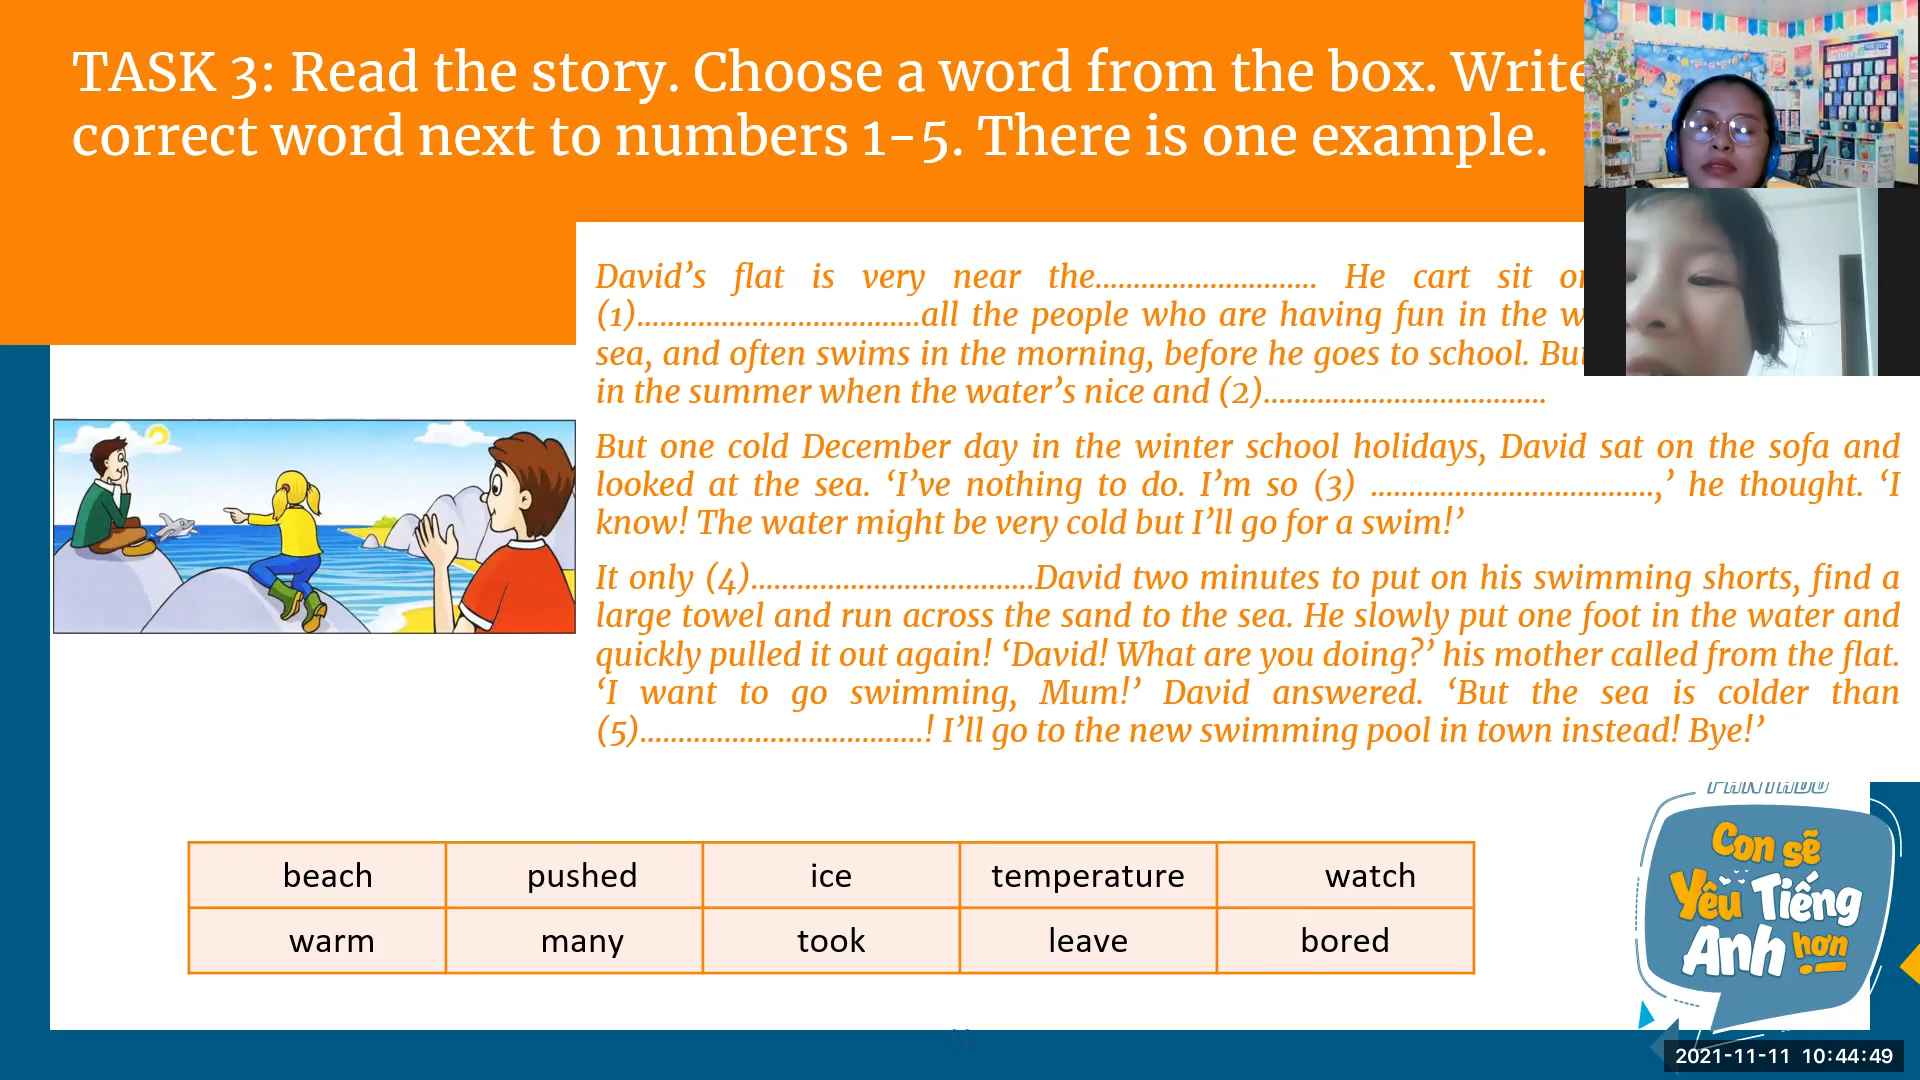 TASK 3: Read the story. Choose a word from the box. Write
correct word next to numbers 1-5. There is one example.
David’s flat is very near the............................. He cart sit
(1).....................................all the people who are having fun in the
sea, and often swims in the morning, before he goes to school.
in the summer when the water’s nice and (2).....................................
But one cold December day in the winter school holidays, David sat on the sofa and
looked at the sea. ‘I’ve nothing to do. I’m so (3) .....................................,’ he thought. ‘I
know! The water might be very cold but I’ll go for a swim!’
It only (4).....................................David two minutes to put on his swimming shorts, find a
large towel and run across the sand to the sea. He slowly put one foot in the water and
quickly pulled it out again! ‘David! What are you doing?’ his mother called from the flat.
‘I want to go swimming, Mum!’ David answered. ‘But the sea is colder than
(5).....................................! I’ll go to the new swimming pool in town instead! Bye!’
beach pushed ice temperature watch
warm many took leave bored
PANTADO
Con sẽ
Yêu Tiếng
Anh hơn
2021-11-11 10:44:49